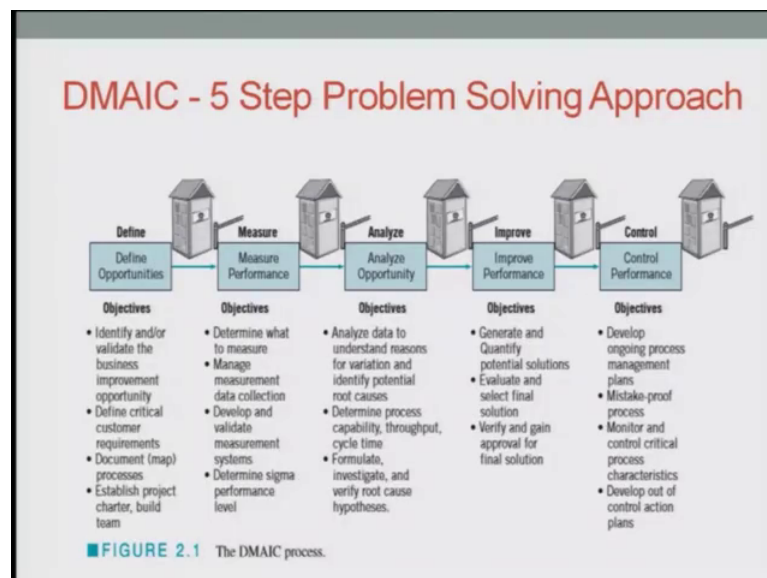 DMAIC - 5 Step Problem Solving Approach
Define
Define
Opportunities
Objectives
• Identify and/or
validate the
business
improvement
opportunity
• Define critical
customer
requirements
• Document (map)
processes
• Establish project
charter, build
team
Measure
Measure
Performance
Objectives
• Determine what
to measure
• Manage
measurement
data collection
• Develop and
validate
measurement
systems
• Determine sigma
performance
level
Analyze
Analyze
Opportunity
Objectives
• Analyze data to
understand reasons
for variation and
identify potential
root causes
• Determine process
capability, throughput,
cycle time
• Formulate,
investigate, and
verify root cause
hypotheses.
Improve
Improve
Performance
Objectives
• Generate and
Quantify
potential solutions
• Evaluate and
select final
solution
• Verify and gain
approval for
final solution
Control
Control
Performance
Objectives
• Develop
ongoing process
management
plans
• Mistake-proof
process
• Monitor and
control critical
process
characteristics
• Develop out of
control action
plans
■ FIGURE 2.1 The DMAIC process.